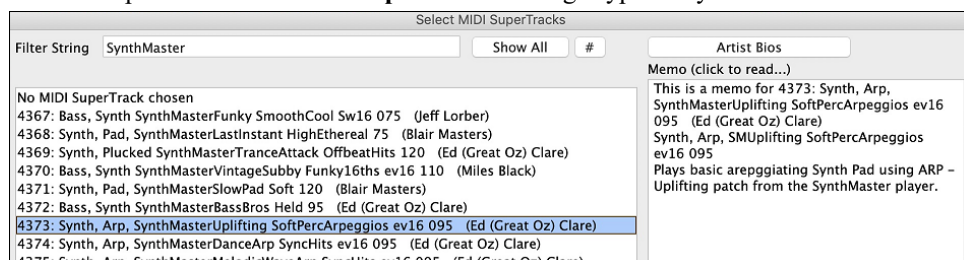 Select MIDI SuperTracks
Filter String SynthMaster Show All # Artist Bios
Memo (click to read...)
No MIDI SuperTrack chosen
4367: Bass, Synth SynthMasterFunky SmoothCool Sw16 075 (Jeff Lorber)
4368: Synth, Pad, SynthMasterLastInstant HighEthereal 75 (Blair Masters)
4369: Synth, Plucked SynthMasterTranceAttack OffbeatHits 120 (Ed (Great Oz) Clare)
4370: Bass, Synth SynthMasterVintageSubby Funky16ths ev16 110 (Miles Black)
4371: Synth, Pad, SynthMasterSlowPad Soft 120 (Blair Masters)
4372: Bass, Synth SynthMasterBassBros Held 95 (Ed (Great Oz) Clare)
4373: Synth, Arp, SynthMasterUplifting SoftPercArpeggios ev16 095 (Ed (Great Oz) Clare)
4374: Synth, Arp, SynthMasterDanceArp SyncHits ev16 095 (Ed (Great Oz) Clare)
This is a memo for 4373: Synth, Arp,
SynthMasterUplifting SoftPercArpeggios ev16
095 (Ed (Great Oz) Clare)
Synth, Arp, SMUplifting SoftPercArpeggios
ev16 095
Plays basic arepggiating Synth Pad using ARP –
Uplifting patch from the SynthMaster player.